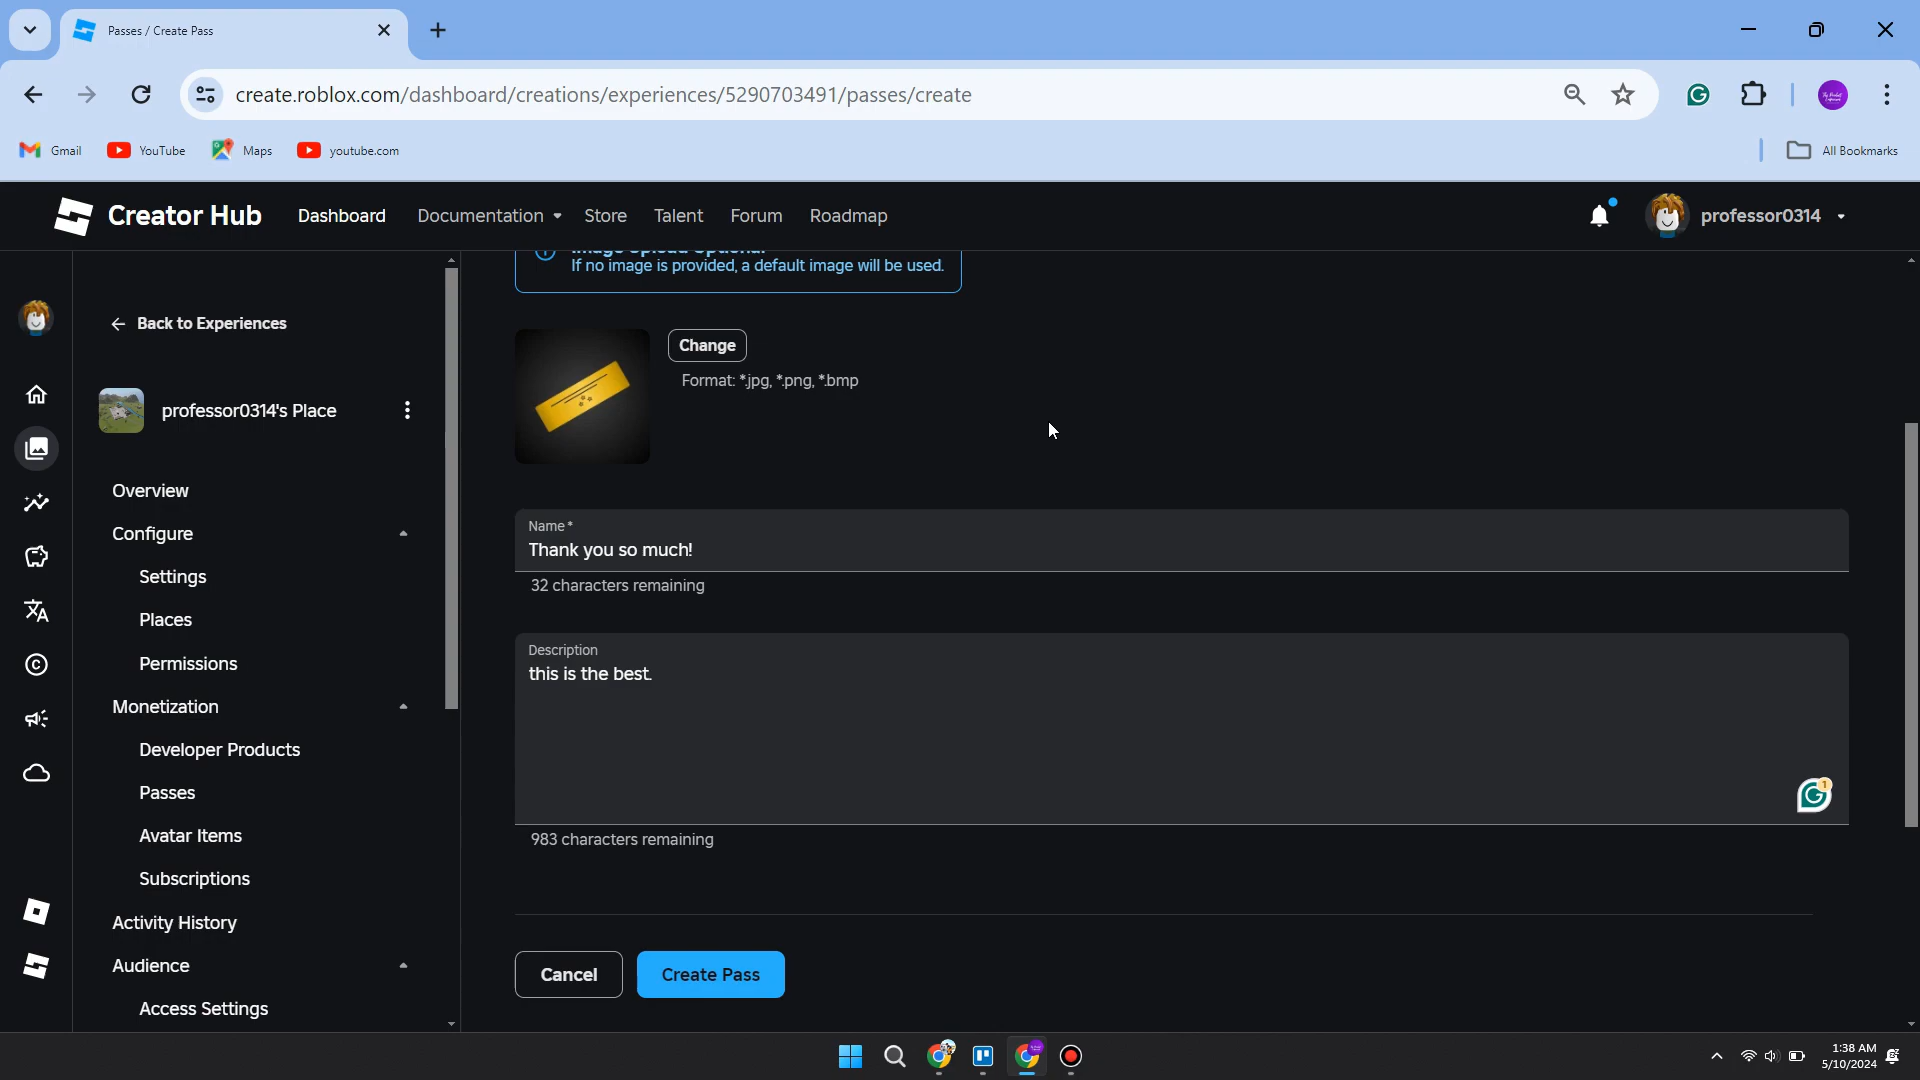 Passes / Create Pass
create.roblox.com/dashboard/creations/experiences/5290703491/passes/create
Gmail
YouTube
Maps
youtube.com
All Bookmarks
Creator Hub
Dashboard
Documentation
Store
Talent
Forum
Roadmap
professor0314
Back to Experiences
professor0314's Place
Overview
Configure
Settings
Places
Permissions
Monetization
Developer Products
Passes
Avatar Items
Subscriptions
Activity History
Audience
Access Settings
Image Upload Optional
If no image is provided, a default image will be used.
Change
Format: *.jpg, *.png, *.bmp
Name*
Thank you so much!
32 characters remaining
Description
this is the best.
1
983 characters remaining
Cancel
Create Pass
1:38 AM
5/10/2024